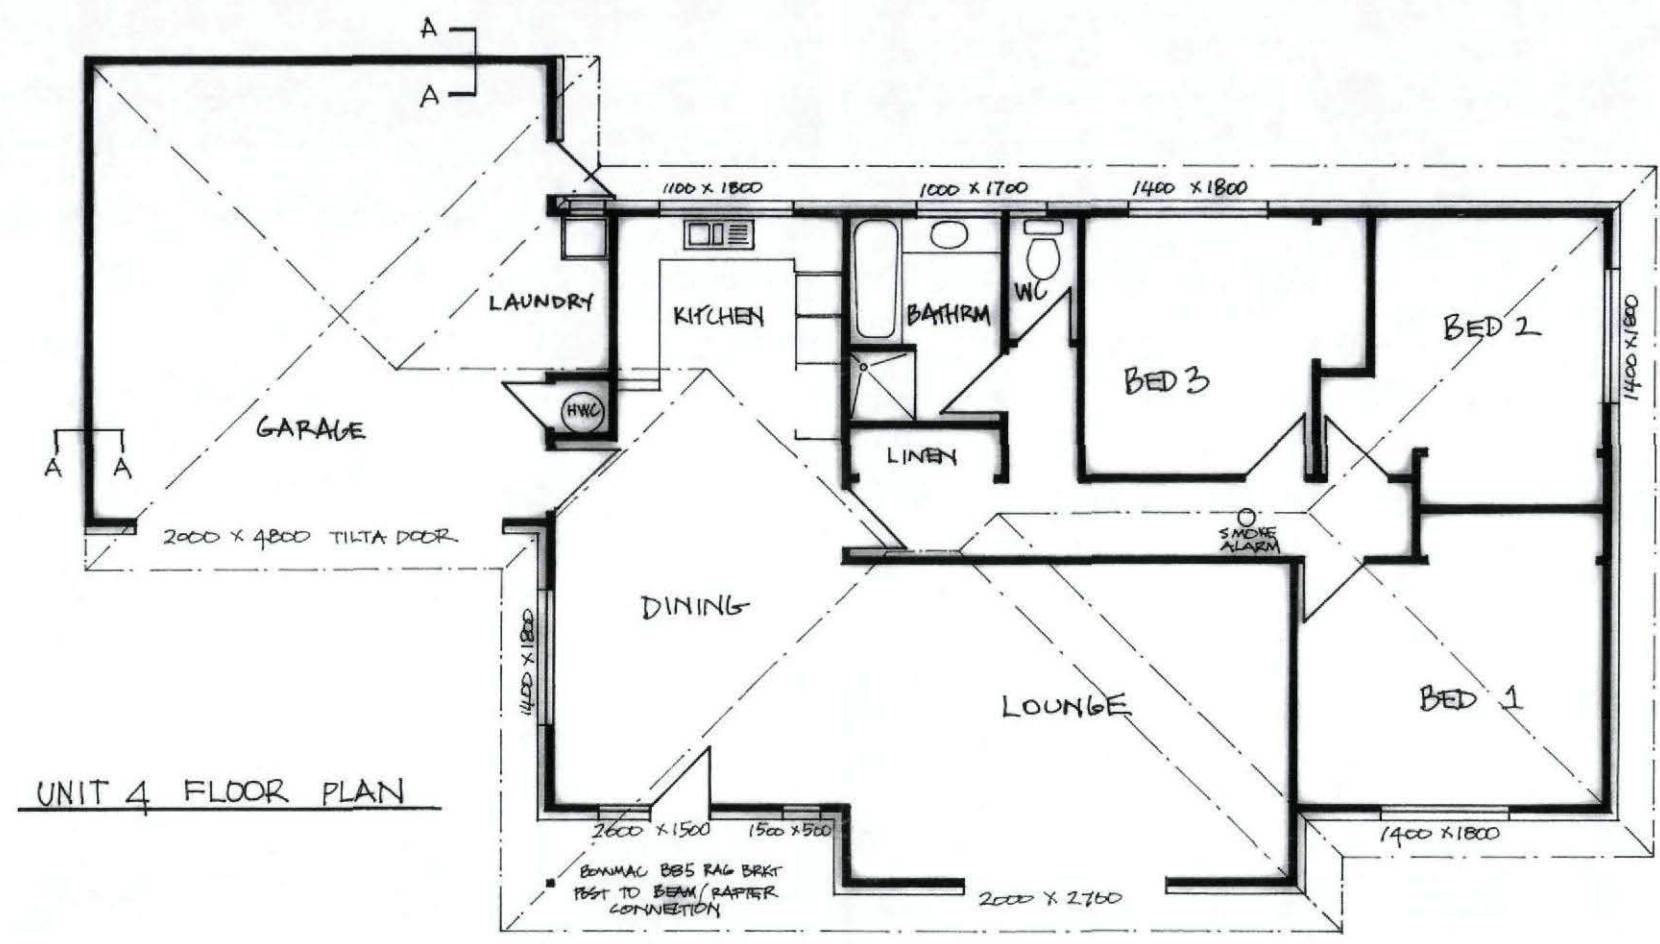 A
A
1100 X 1800
1000 X 1700
1400 X 1800
LAUNDRY
KITCHEN
BATHRM
WC
BED 3
BED 2
1400 X 1800
GARAGE
HWC
A
A
LINEN
2000 X 4800 TILTA DOOR
SMOKE
ALARM
1400 X 1800
DINING
LOUNGE
BED 1
UNIT 4 FLOOR PLAN
2600 X 1500
1500 X 500
1400 X 1800
BOWMAC BB5 RAG BRKT
POST TO BEAM/RAFTER
CONNECTION
2000 X 2760